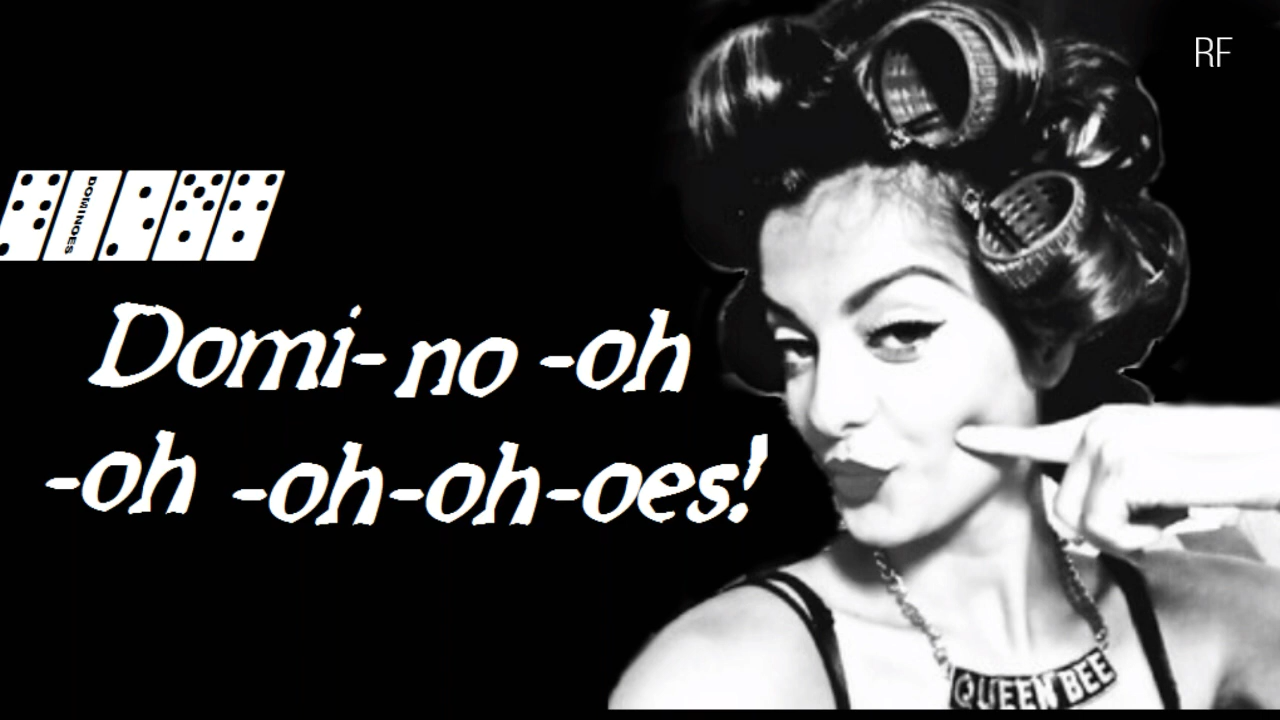 RF
DOMINOES
Domi- no -oh
-oh -oh-oh-oes!
QUEEN BEE